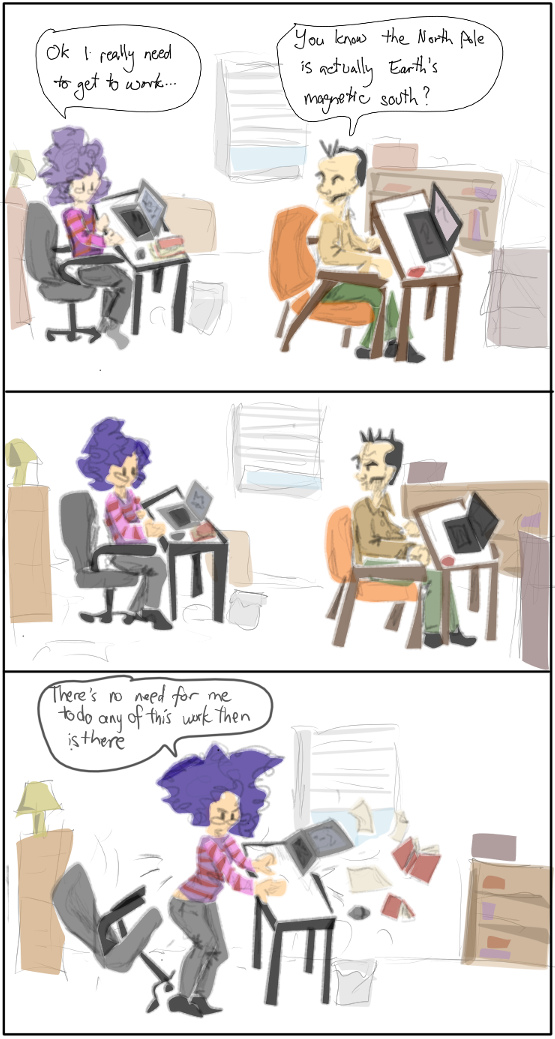 Ok I really need
to get to work...
You know the North Pole
is actually Earth's
magnetic south?
There's no need for me
to do any of this work then
is there